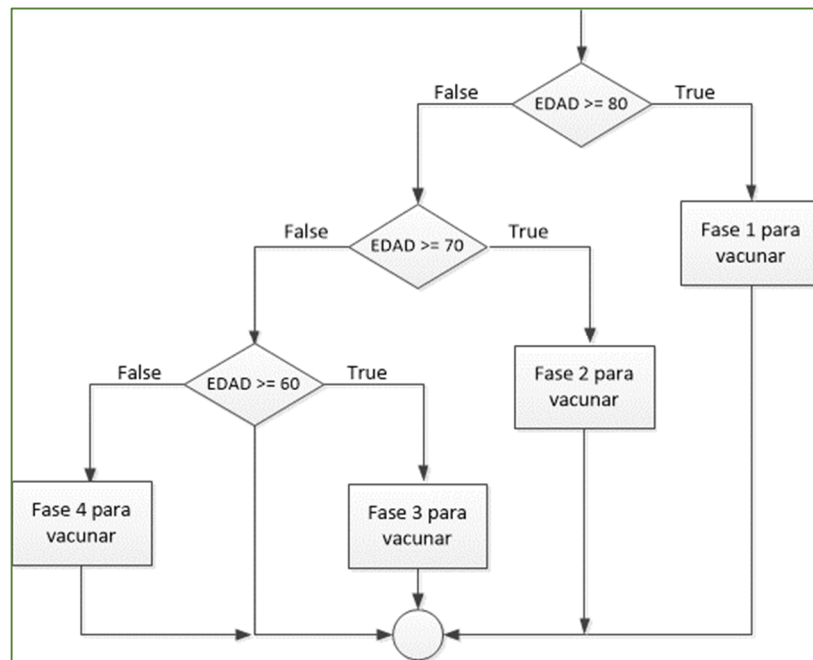 False
EDAD >= 80
True
False
EDAD >= 70
True
Fase 1 para
vacunar
False
EDAD >= 60
True
Fase 2 para
vacunar
Fase 4 para
vacunar
Fase 3 para
vacunar